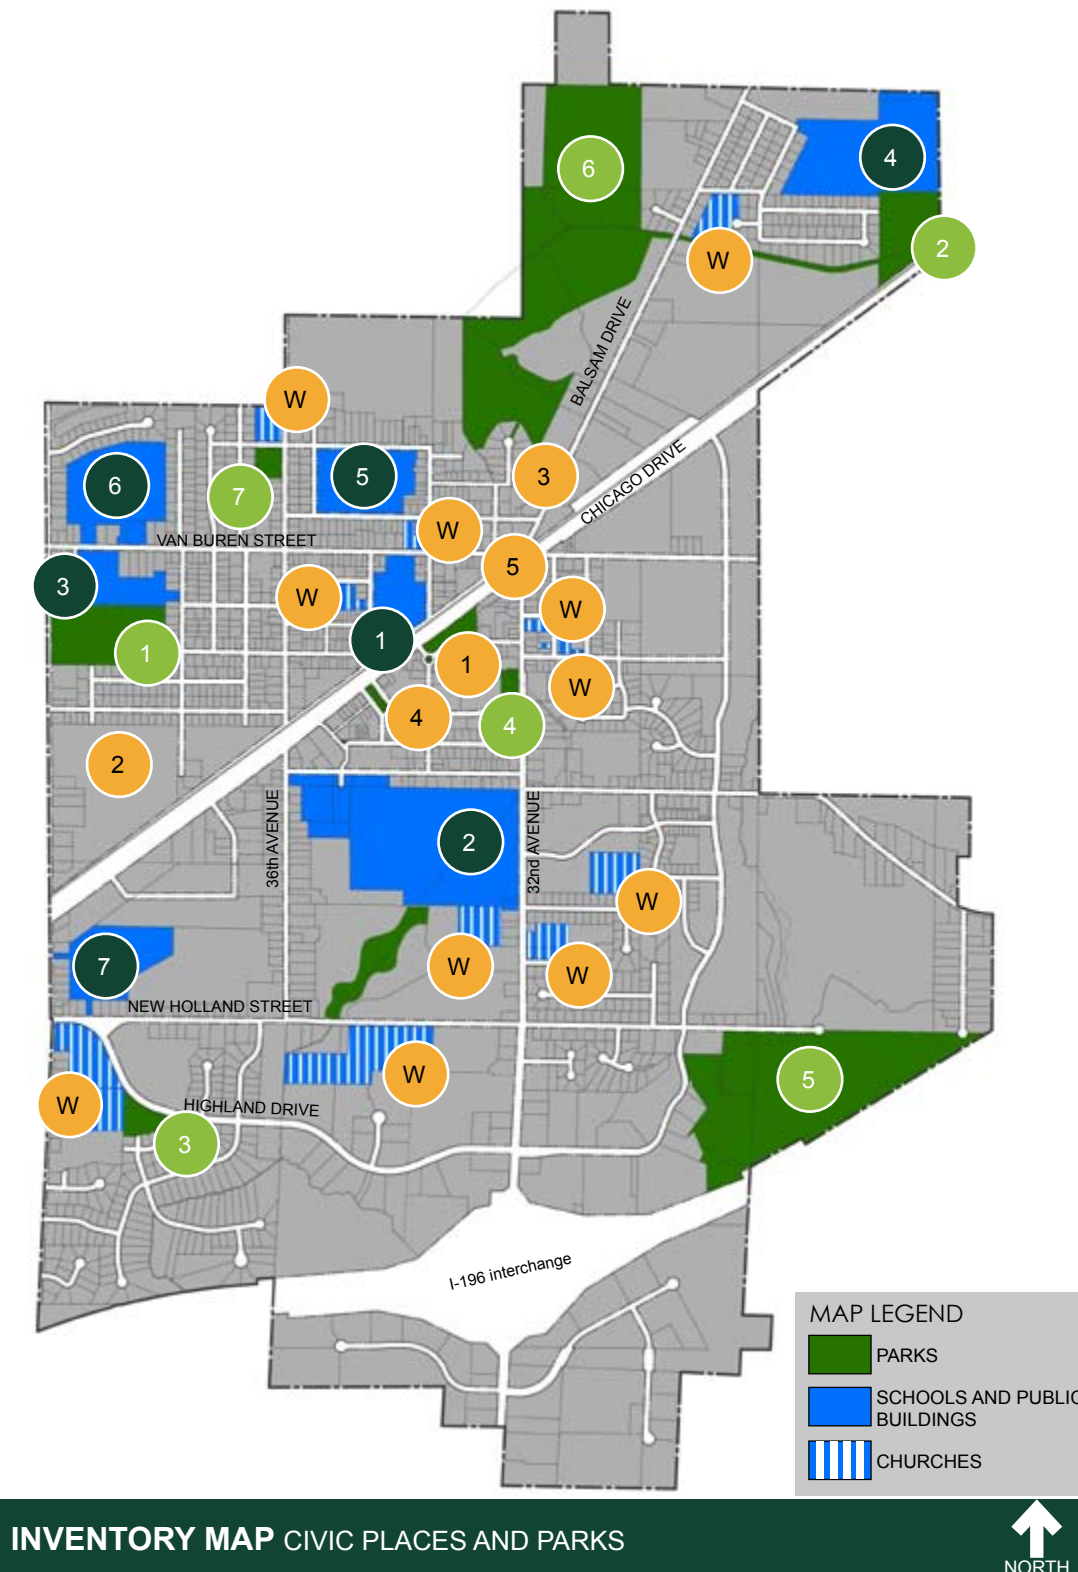 6
4
W
2
BALSAM DRIVE
W
CHICAGO DRIVE
6
7
5
3
W
VAN BUREN STREET
5
3
W
W
1
1
1
W
4
4
2
36th AVENUE
32nd AVENUE
2
W
W
W
7
NEW HOLLAND STREET
W
5
W
HIGHLAND DRIVE
3
I-196 interchange
MAP LEGEND
PARKS
SCHOOLS AND PUBLIC
BUILDINGS
CHURCHES
INVENTORY MAP CIVIC PLACES AND PARKS
NORTH